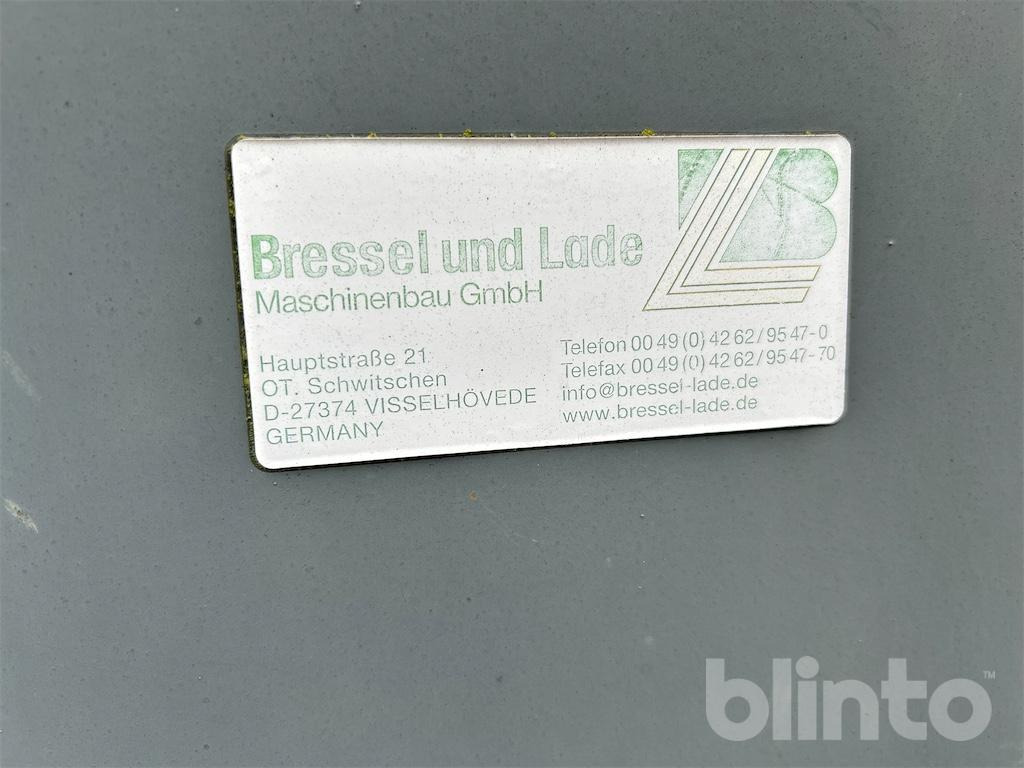 Bressel und Lade
Maschinenbau GmbH
LB
Hauptstraße 21
OT. Schwitschen
D-27374 VISSELHÖVEDE
GERMANY
Telefon 00 49 (0) 42 62 / 95 47-0
Telefax 00 49 (0) 42 62 / 95 47-70
info@bressel-lade.de
www.bressel-lade.de
blinto™